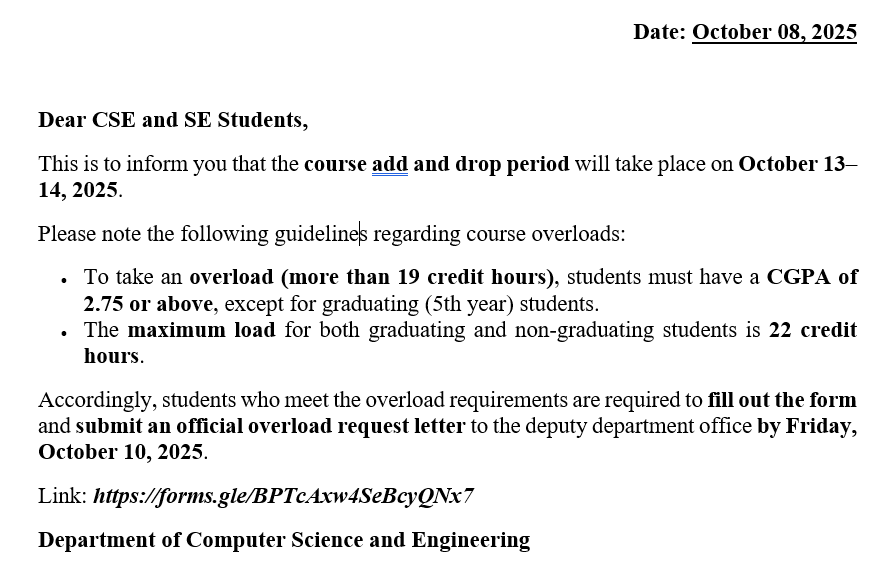 Date: October 08, 2025
Dear CSE and SE Students,
This is to inform you that the course add and drop period will take place on October 13–
14, 2025.
Please note the following guidelines regarding course overloads:
• To take an overload (more than 19 credit hours), students must have a CGPA of
2.75 or above, except for graduating (5th year) students.
• The maximum load for both graduating and non-graduating students is 22 credit
hours.
Accordingly, students who meet the overload requirements are required to fill out the form
and submit an official overload request letter to the deputy department office by Friday,
October 10, 2025.
Link: https://forms.gle/BPTcAxw4SeBcyQNx7
Department of Computer Science and Engineering